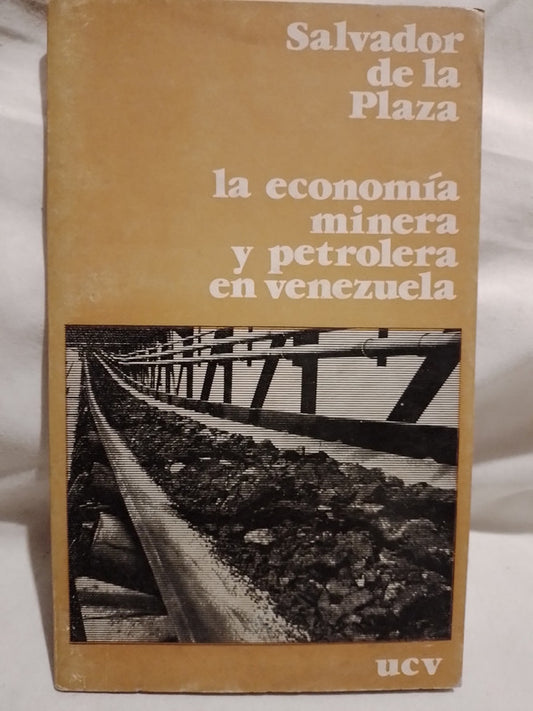 Salvador
de la
Plaza
la economía
minera
y petrolera
en venezuela
ucv